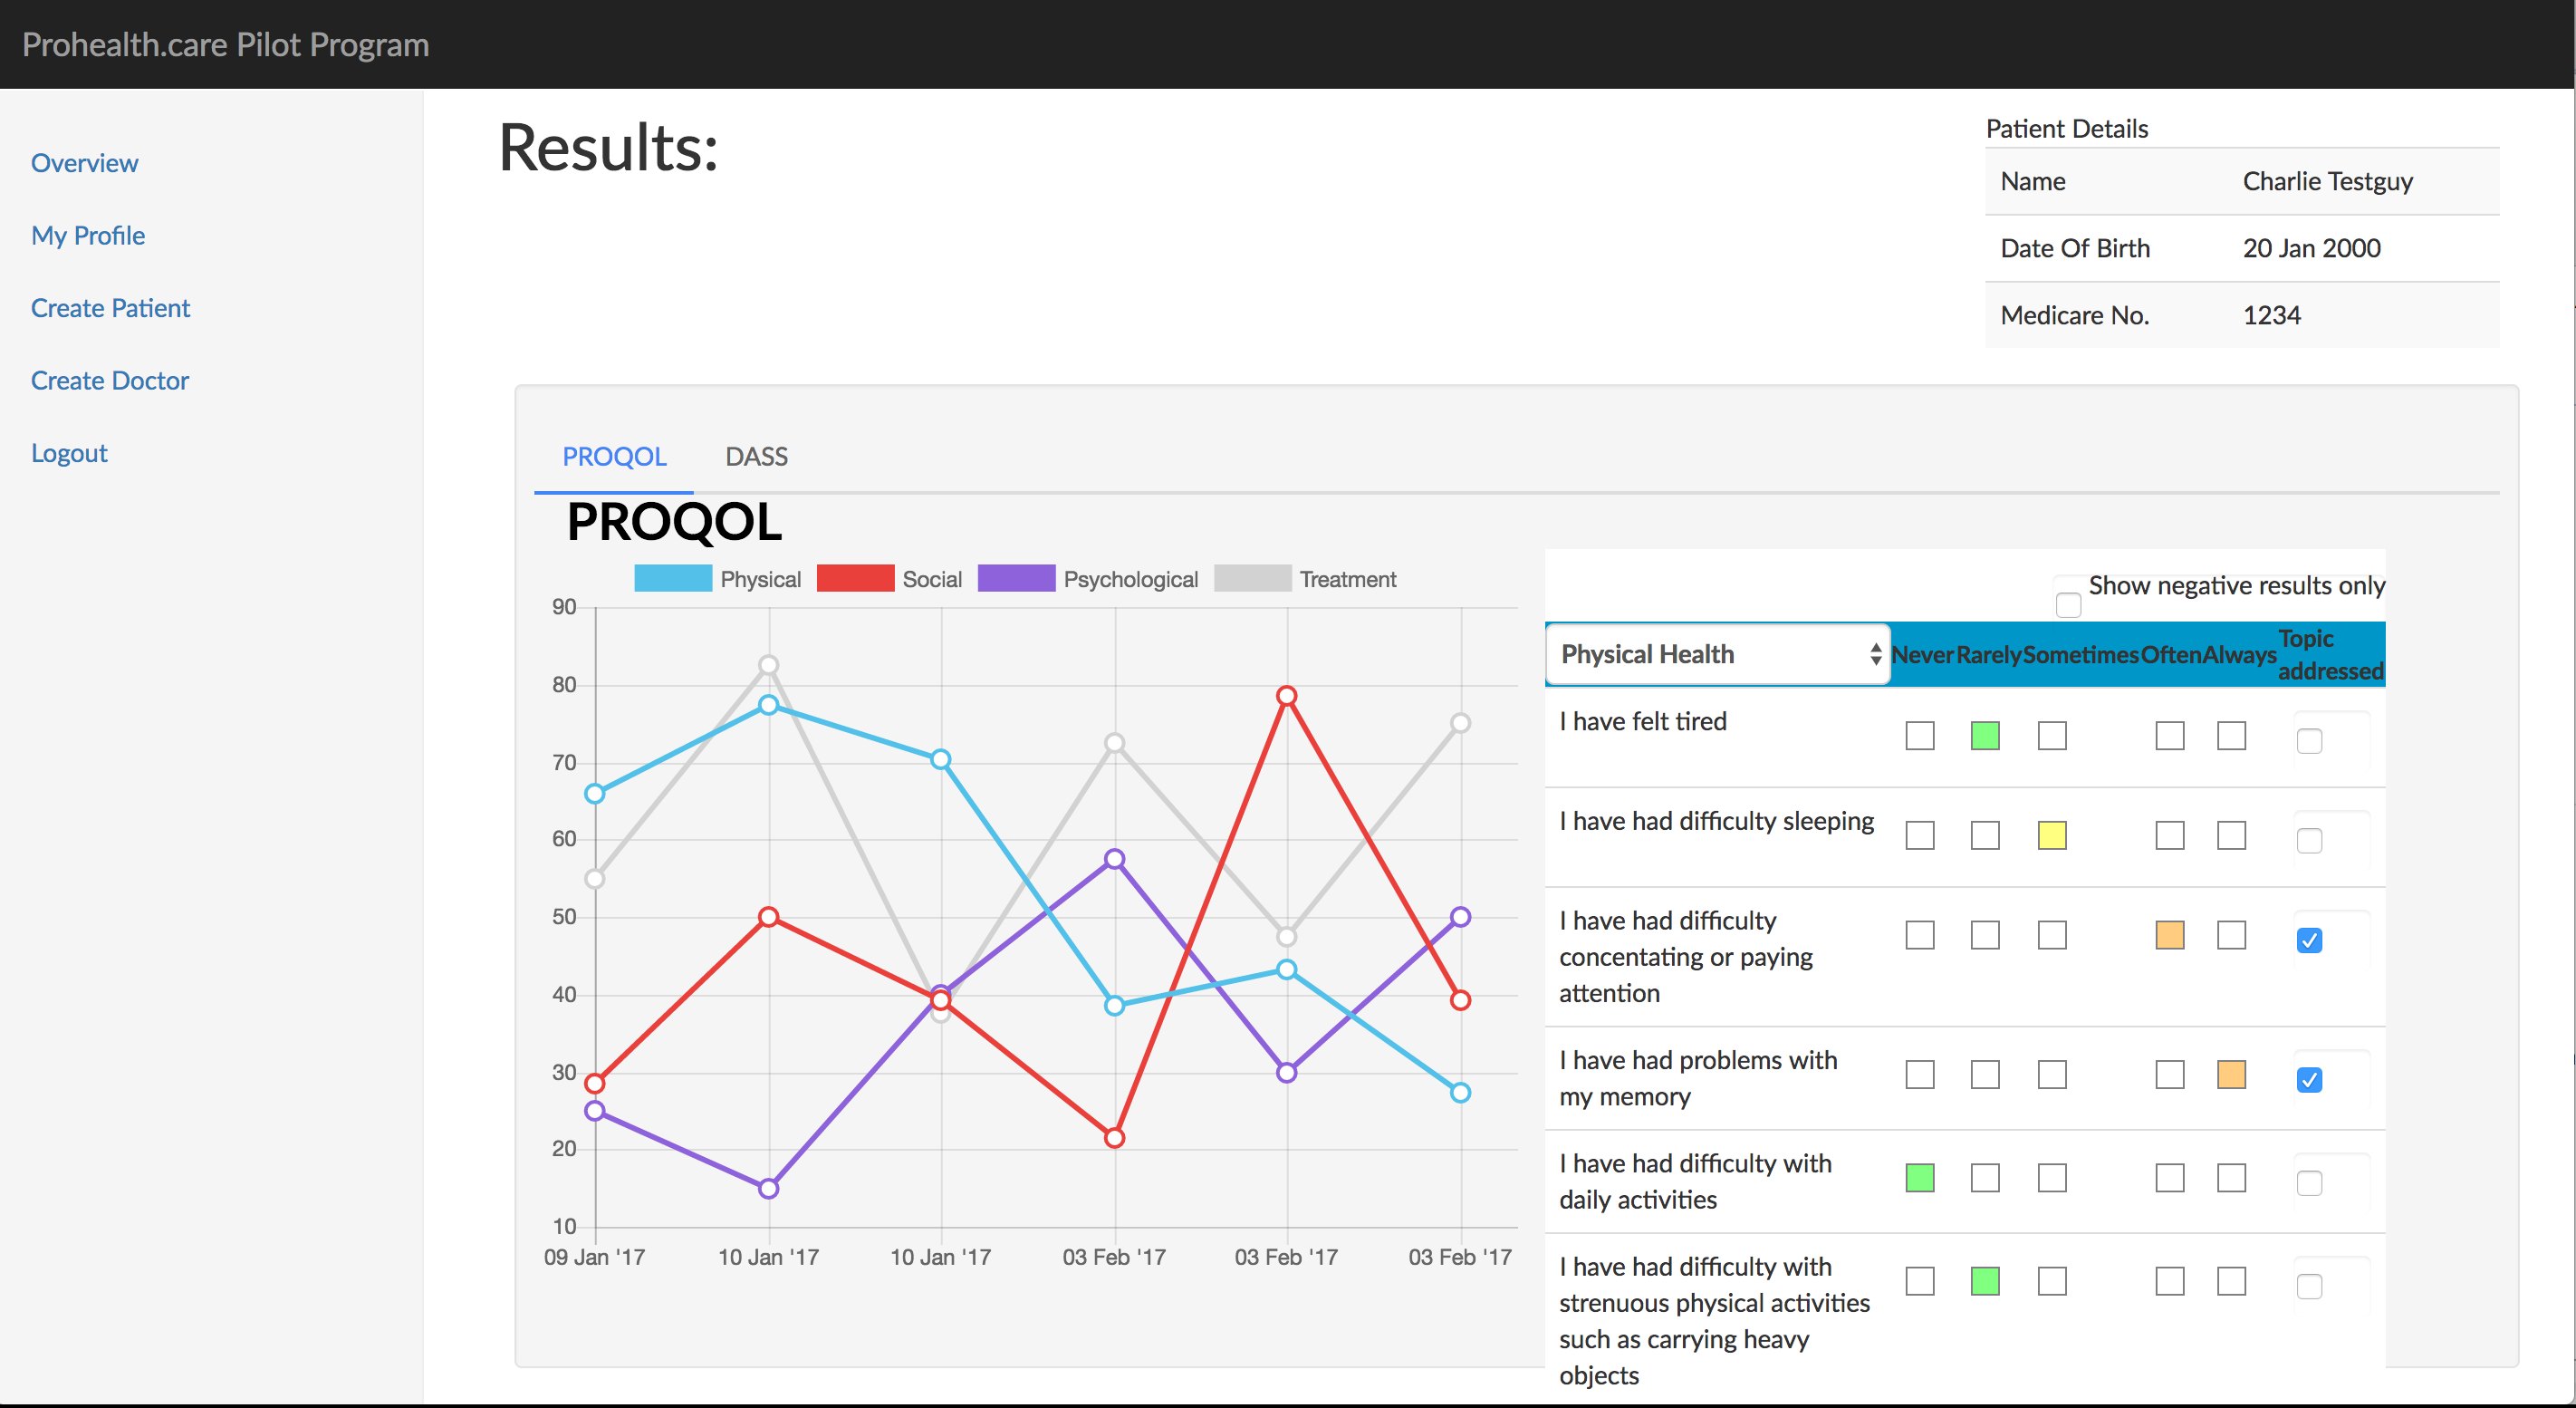 Prohealth.care Pilot Program
Overview
My Profile
Create Patient
Create Doctor
Logout
Results:
Patient Details
Name Charlie Testguy
Date Of Birth 20 Jan 2000
Medicare No. 1234
PROQOL DASS
PROQOL
Physical Social Psychological Treatment
90
80
70
60
50
40
30
20
10
09 Jan '17 10 Jan '17 10 Jan '17 03 Feb '17 03 Feb '17 03 Feb '17
Show negative results only
Physical Health Never Rarely Sometimes Often Always Topic
addressed
I have felt tired
I have had difficulty sleeping
I have had difficulty
concentating or paying
attention
I have had problems with
my memory
I have had difficulty with
daily activities
I have had difficulty with
strenuous physical activities
such as carrying heavy
objects